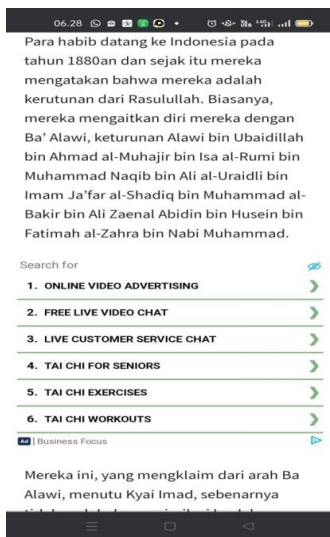 06.28
Para habib datang ke Indonesia pada
tahun 1880an dan sejak itu mereka
mengatakan bahwa mereka adalah
kerutunan dari Rasulullah. Biasanya,
mereka mengaitkan diri mereka dengan
Ba' Alawi, keturunan Alawi bin Ubaidillah
bin Ahmad al-Muhajir bin Isa al-Rumi bin
Muhammad Naqib bin Ali al-Uraidli bin
Imam Ja'far al-Shadiq bin Muhammad al-
Bakir bin Ali Zaenal Abidin bin Husein bin
Fatimah al-Zahra bin Nabi Muhammad.
Search for
1. ONLINE VIDEO ADVERTISING
2. FREE LIVE VIDEO CHAT
3. LIVE CUSTOMER SERVICE CHAT
4. TAI CHI FOR SENIORS
5. TAI CHI EXERCISES
6. TAI CHI WORKOUTS
Ad | Business Focus
Mereka ini, yang mengklaim dari arah Ba
Alawi, menutu Kyai Imad, sebenarnya